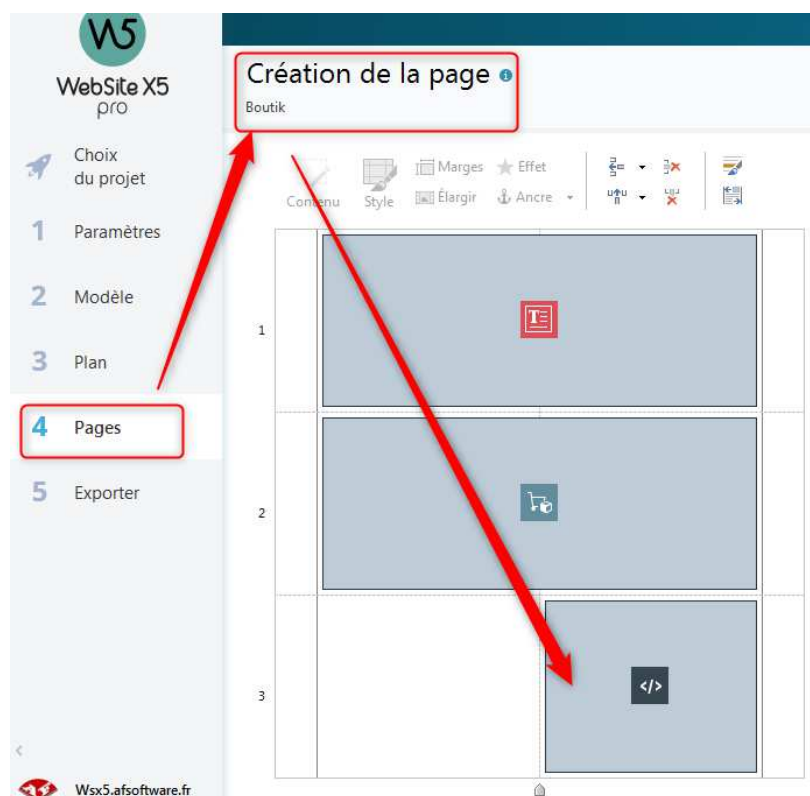 W5
WebSite X5
pro
Choix
du projet
1 Paramètres
2 Modèle
3 Plan
4 Pages
5 Exporter
Wsx5.afsoftware.fr
Création de la page
Boutik
Contenu
Style
Marges
Effet
Élargir
Ancre
1
2
3
T
</>